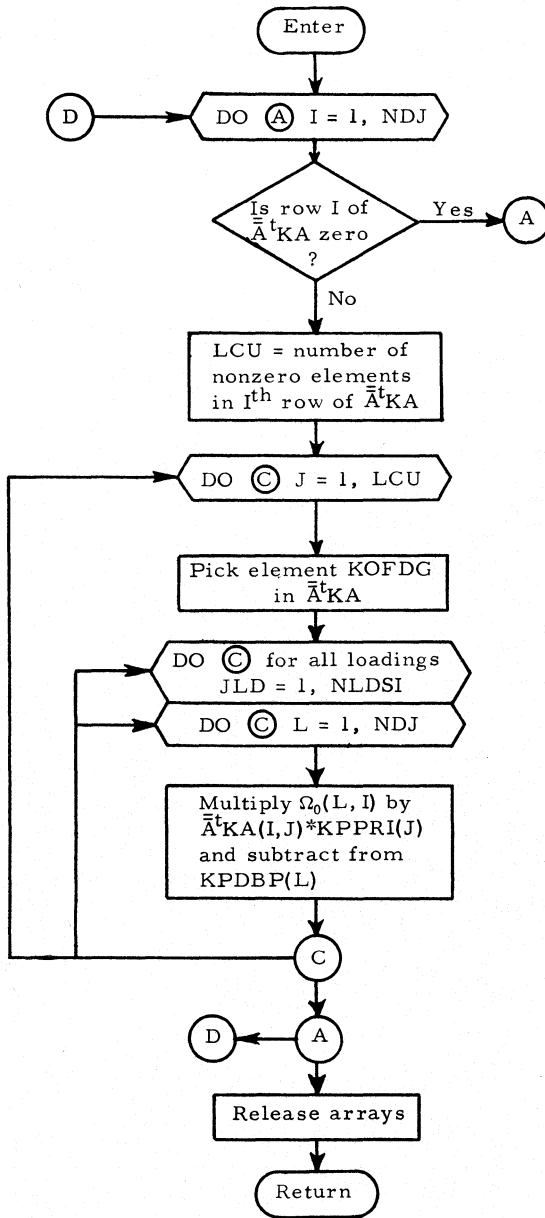 Enter
D
DO Ⓐ I = 1, NDJ
Is row I of
A̿ᵗKA zero
?
Yes
A
No
LCU = number of
nonzero elements
in Iᵗʰ row of A̿ᵗKA
DO Ⓒ J = 1, LCU
Pick element KOFDG
in A̿ᵗKA
DO Ⓒ for all loadings
JLD = 1, NLDSI
DO Ⓒ L = 1, NDJ
Multiply Ω₀(L, I) by
A̿ᵗKA(I,J)*KPPRI(J)
and subtract from
KPDBP(L)
C
D
A
Release arrays
Return